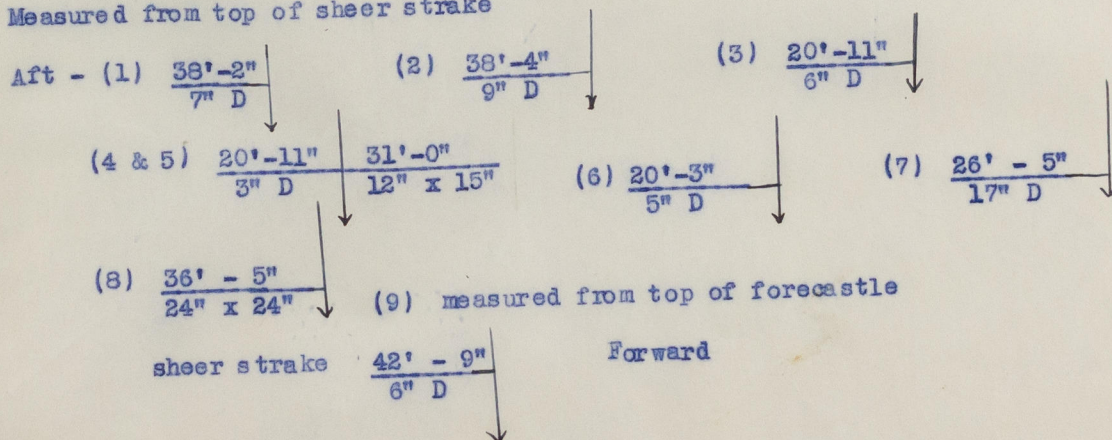 Measured from top of sheer strake
Aft - (1) 38'-2" (2) 38'-4" (3) 20'-11"
7" D 9" D 6" D
(4 & 5) 20'-11" 31'-0" (6) 20'-3" (7) 26' - 5"
3" D 12" x 15" 5" D 17" D
(8) 36' - 5"
24" x 24" (9) measured from top of forecastle
sheer strake 42' - 9" Forward
6" D